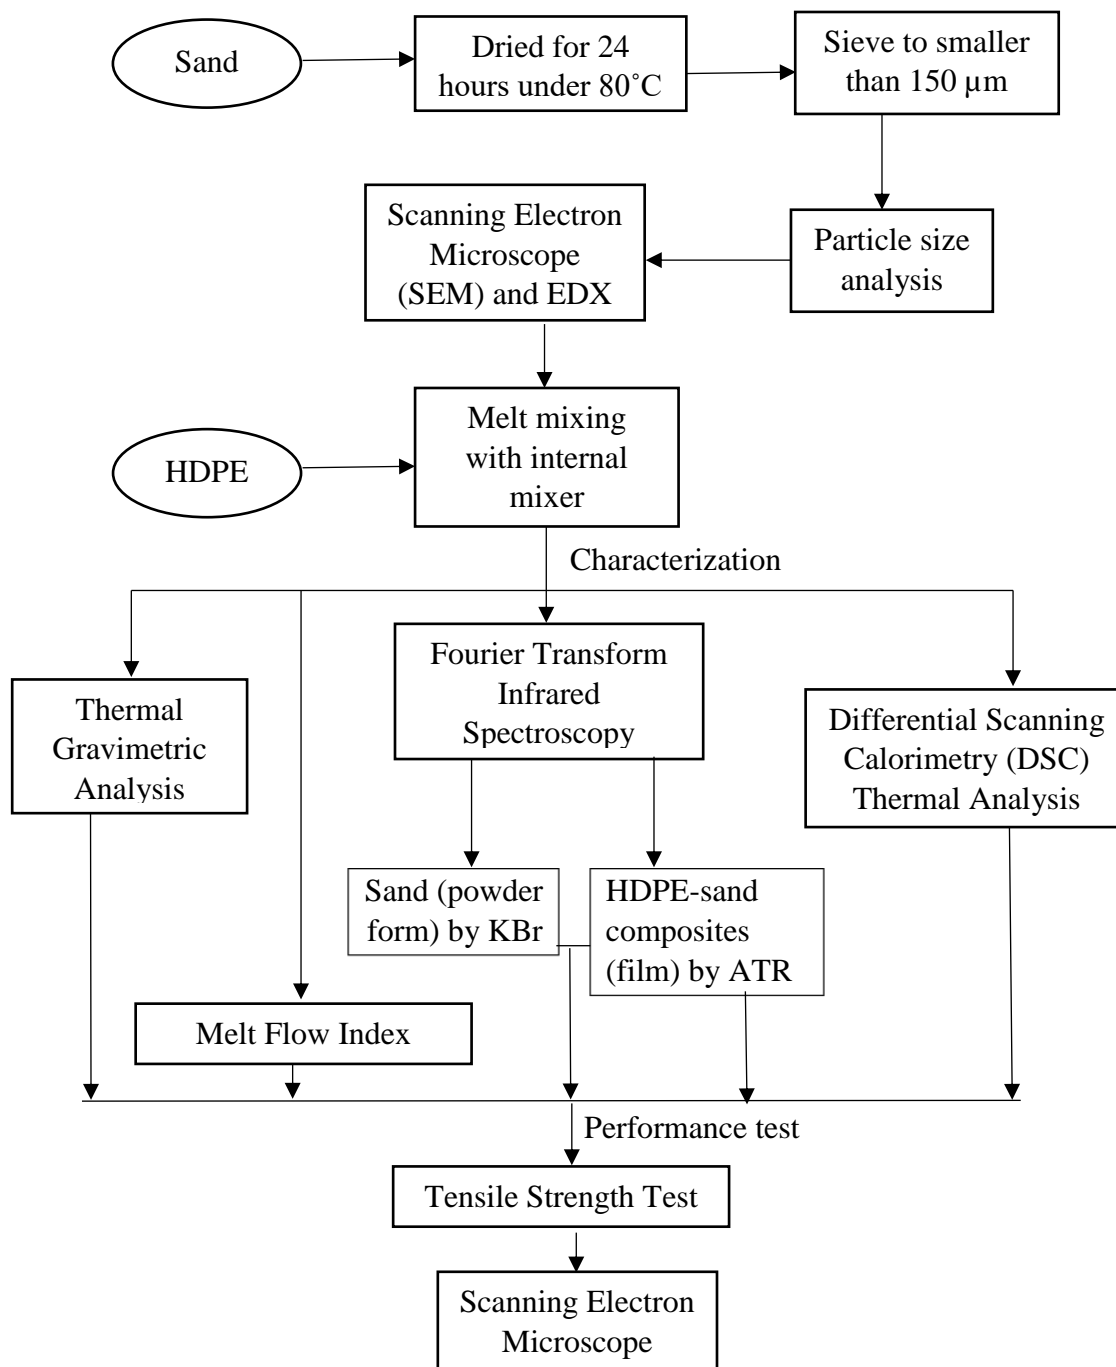 Sand
Dried for 24
hours under 80˚C
Sieve to smaller
than 150 µm
Particle size
analysis
Scanning Electron
Microscope
(SEM) and EDX
HDPE
Melt mixing
with internal
mixer
Characterization
Thermal
Gravimetric
Analysis
Fourier Transform
Infrared
Spectroscopy
Differential Scanning
Calorimetry (DSC)
Thermal Analysis
Sand (powder
form) by KBr
HDPE-sand
composites
(film) by ATR
Melt Flow Index
Performance test
Tensile Strength Test
Scanning Electron
Microscope